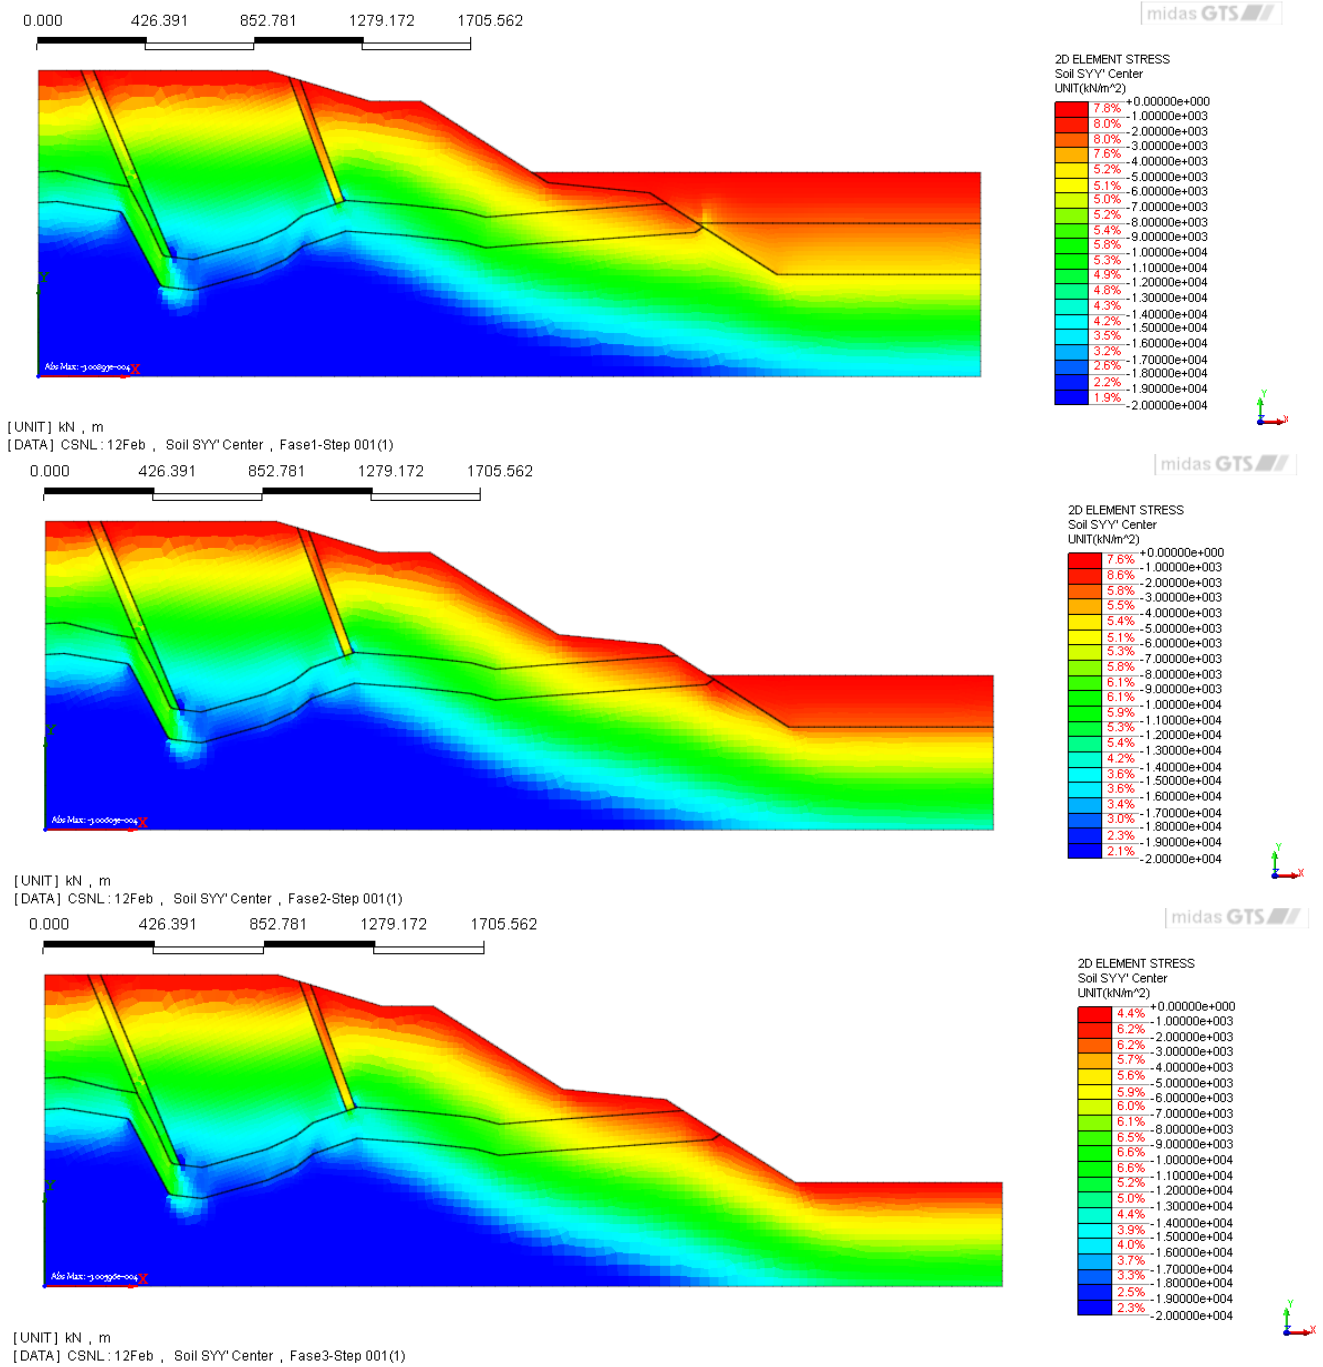 0.000 426.391 852.781 1279.172 1705.562
midas GTS
2D ELEMENT STRESS
Soil SYY' Center
UNIT(kN/m^2)
+0.00000e+000
7.8%
-1.00000e+003
8.0%
-2.00000e+003
8.0%
-3.00000e+003
7.6%
-4.00000e+003
5.2%
-5.00000e+003
5.1%
-6.00000e+003
5.0%
-7.00000e+003
5.2%
-8.00000e+003
5.4%
-9.00000e+003
5.8%
-1.00000e+004
5.3%
-1.10000e+004
4.9%
-1.20000e+004
4.8%
-1.30000e+004
4.3%
-1.40000e+004
4.2%
-1.50000e+004
3.5%
-1.60000e+004
3.2%
-1.70000e+004
2.6%
-1.80000e+004
2.2%
-1.90000e+004
1.9%
-2.00000e+004
Y
Abs Max: X
Y
Z X
[UNIT] kN , m
[DATA] CSNL : 12Feb , Soil SYY' Center , Fase1-Step 001(1)
0.000 426.391 852.781 1279.172 1705.562
midas GTS
2D ELEMENT STRESS
Soil SYY' Center
UNIT(kN/m^2)
+0.00000e+000
7.6%
-1.00000e+003
8.6%
-2.00000e+003
5.8%
-3.00000e+003
5.5%
-4.00000e+003
5.4%
-5.00000e+003
5.1%
-6.00000e+003
5.3%
-7.00000e+003
5.8%
-8.00000e+003
6.1%
-9.00000e+003
6.1%
-1.00000e+004
5.9%
-1.10000e+004
5.3%
-1.20000e+004
5.4%
-1.30000e+004
4.2%
-1.40000e+004
3.6%
-1.50000e+004
3.6%
-1.60000e+004
3.4%
-1.70000e+004
3.0%
-1.80000e+004
2.3%
-1.90000e+004
2.1%
-2.00000e+004
Y
Abs Max: X
Y
Z X
[UNIT] kN , m
[DATA] CSNL : 12Feb , Soil SYY' Center , Fase2-Step 001(1)
0.000 426.391 852.781 1279.172 1705.562
midas GTS
2D ELEMENT STRESS
Soil SYY' Center
UNIT(kN/m^2)
+0.00000e+000
4.4%
-1.00000e+003
6.2%
-2.00000e+003
6.2%
-3.00000e+003
5.7%
-4.00000e+003
5.6%
-5.00000e+003
5.9%
-6.00000e+003
6.0%
-7.00000e+003
6.1%
-8.00000e+003
6.5%
-9.00000e+003
6.6%
-1.00000e+004
6.6%
-1.10000e+004
5.2%
-1.20000e+004
5.0%
-1.30000e+004
4.4%
-1.40000e+004
3.9%
-1.50000e+004
4.0%
-1.60000e+004
3.7%
-1.70000e+004
3.3%
-1.80000e+004
2.5%
-1.90000e+004
2.3%
-2.00000e+004
Y
Abs Max: X
Y
Z X
[UNIT] kN , m
[DATA] CSNL : 12Feb , Soil SYY' Center , Fase3-Step 001(1)